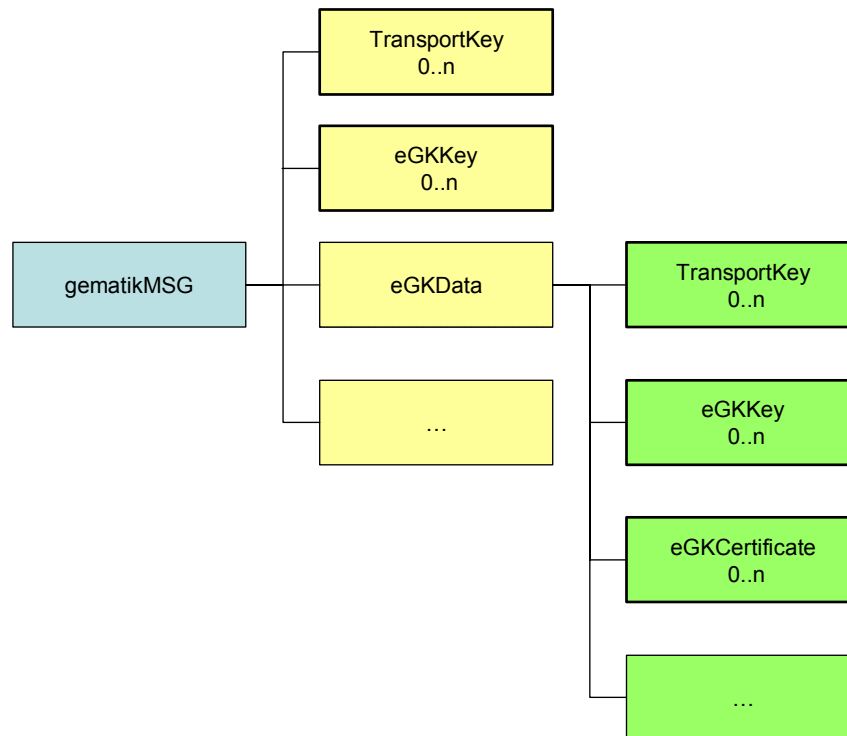 TransportKey
0..n
eGKKey
0..n
gematikMSG
eGKData
TransportKey
0..n
...
eGKKey
0..n
eGKCertificate
0..n
...